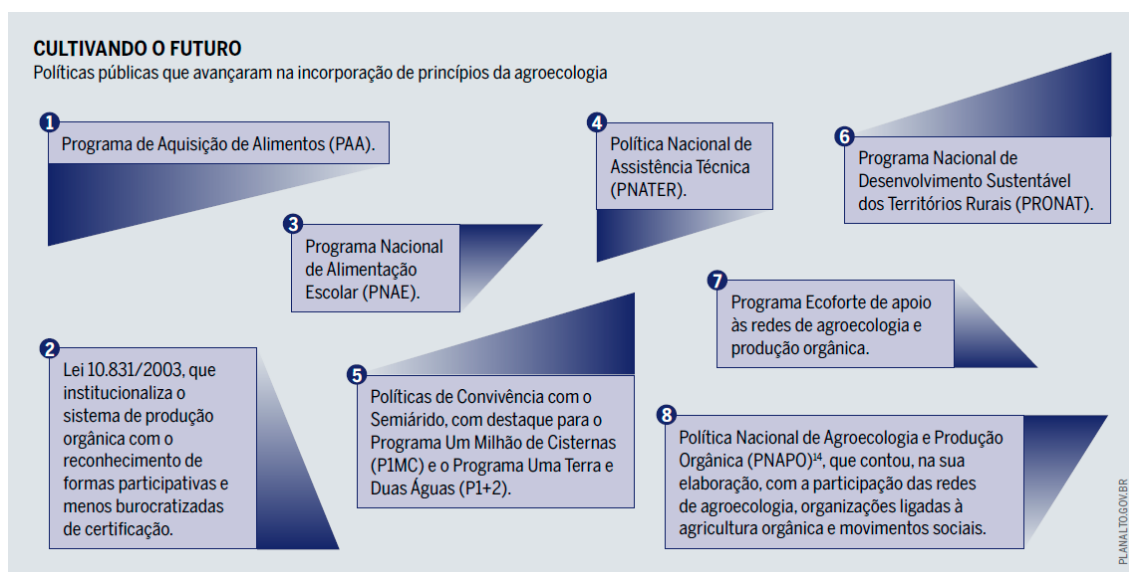 CULTIVANDO O FUTURO
Políticas públicas que avançaram na incorporação de princípios da agroecologia
1
Programa de Aquisição de Alimentos (PAA).
2
Lei 10.831/2003, que
institucionaliza o
sistema de produção
orgânica com o
reconhecimento de
formas participativas e
menos burocratizadas
de certificação.
3
Programa Nacional
de Alimentação
Escolar (PNAE).
4
Política Nacional de
Assistência Técnica
(PNATER).
5
Políticas de Convivência com o
Semiárido, com destaque para o
Programa Um Milhão de Cisternas
(P1MC) e o Programa Uma Terra e
Duas Águas (P1+2).
6
Programa Nacional de
Desenvolvimento Sustentável
dos Territórios Rurais (PRONAT).
7
Programa Ecoforte de apoio
às redes de agroecologia e
produção orgânica.
8
Política Nacional de Agroecologia e Produção
Orgânica (PNAPO)¹⁴, que contou, na sua
elaboração, com a participação das redes
de agroecologia, organizações ligadas à
agricultura orgânica e movimentos sociais.
PLANALTO.GOV.BR